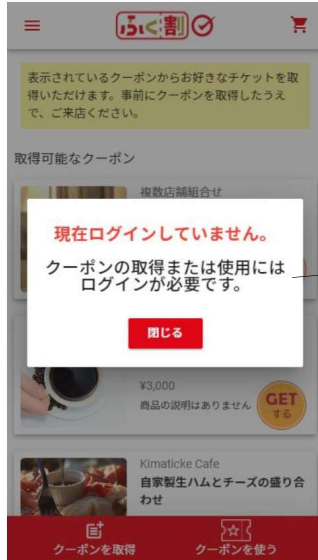 ふく割
表示されているクーポンからお好きなチケットを取
得いただけます。事前にクーポンを取得したうえ
で、ご来店ください。
取得可能なクーポン
複数店舗組合せ
現在ログインしていません。
クーポンの取得または使用には
ログインが必要です。
閉じる
¥3,000
商品の説明はありません
GET
する
Kimaticke Cafe
自家製生ハムとチーズの盛り合
わせ
クーポンを取得
クーポンを使う